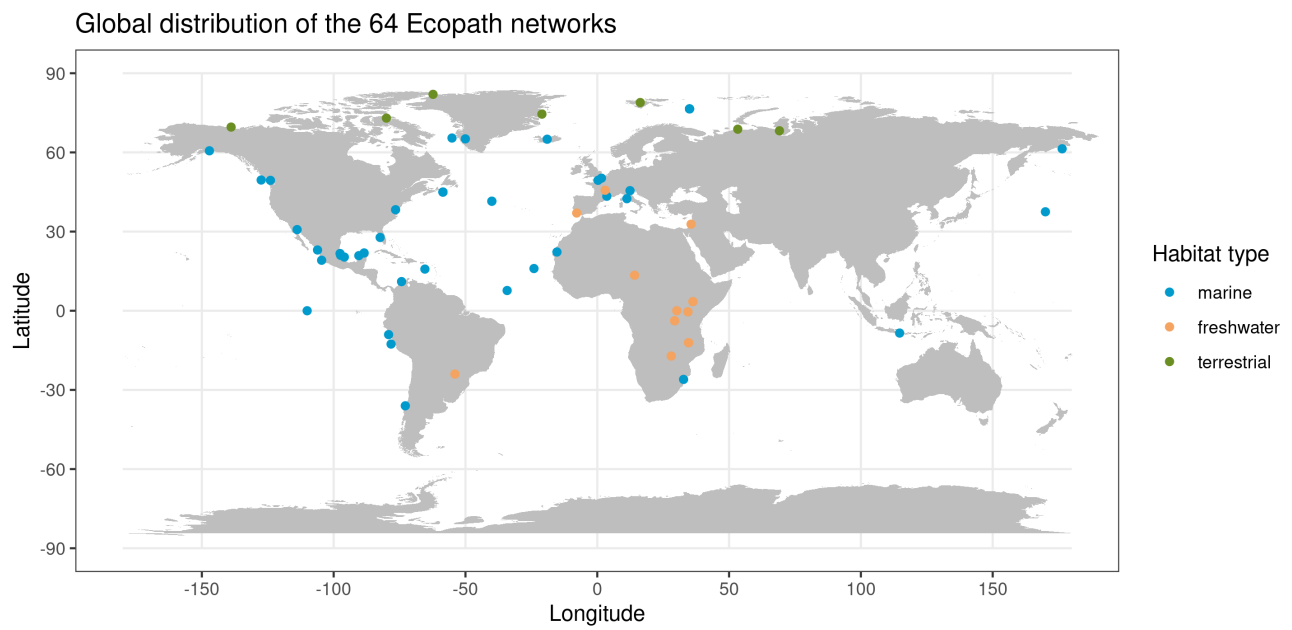 Global distribution of the 64 Ecopath networks
90
60
30
0
-30
-60
-90
Latitude
-150
-100
-50
0
50
100
150
Longitude
Habitat type
marine
freshwater
terrestrial